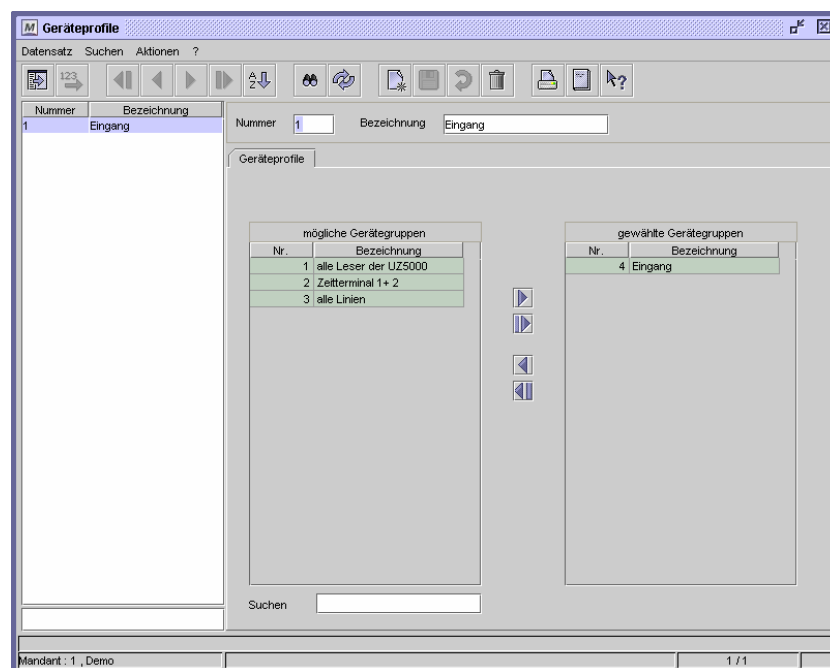 M Geräteprofile
Datensatz Suchen Aktionen ?
123 A Z ?
Nummer Bezeichnung
1 Eingang
Nummer 1 Bezeichnung Eingang
Geräteprofile
mögliche Gerätegruppen
Nr. Bezeichnung
1 alle Leser der UZ5000
2 Zeitterminal 1+ 2
3 alle Linien
gewählte Gerätegruppen
Nr. Bezeichnung
4 Eingang
Suchen
Mandant : 1 , Demo 1 / 1